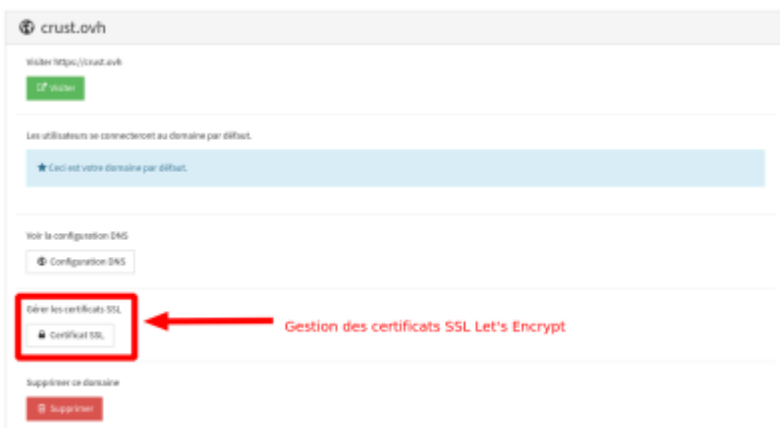 crust.ovh
Visiter https://crust.ovh
Visiter
Les utilisateurs se connecteront au domaine par défaut.
Ceci est votre domaine par défaut.
Voir la configuration DNS
Configuration DNS
Gérer les certificats SSL
Certificat SSL
Gestion des certificats SSL Let's Encrypt
Supprimer ce domaine
Supprimer